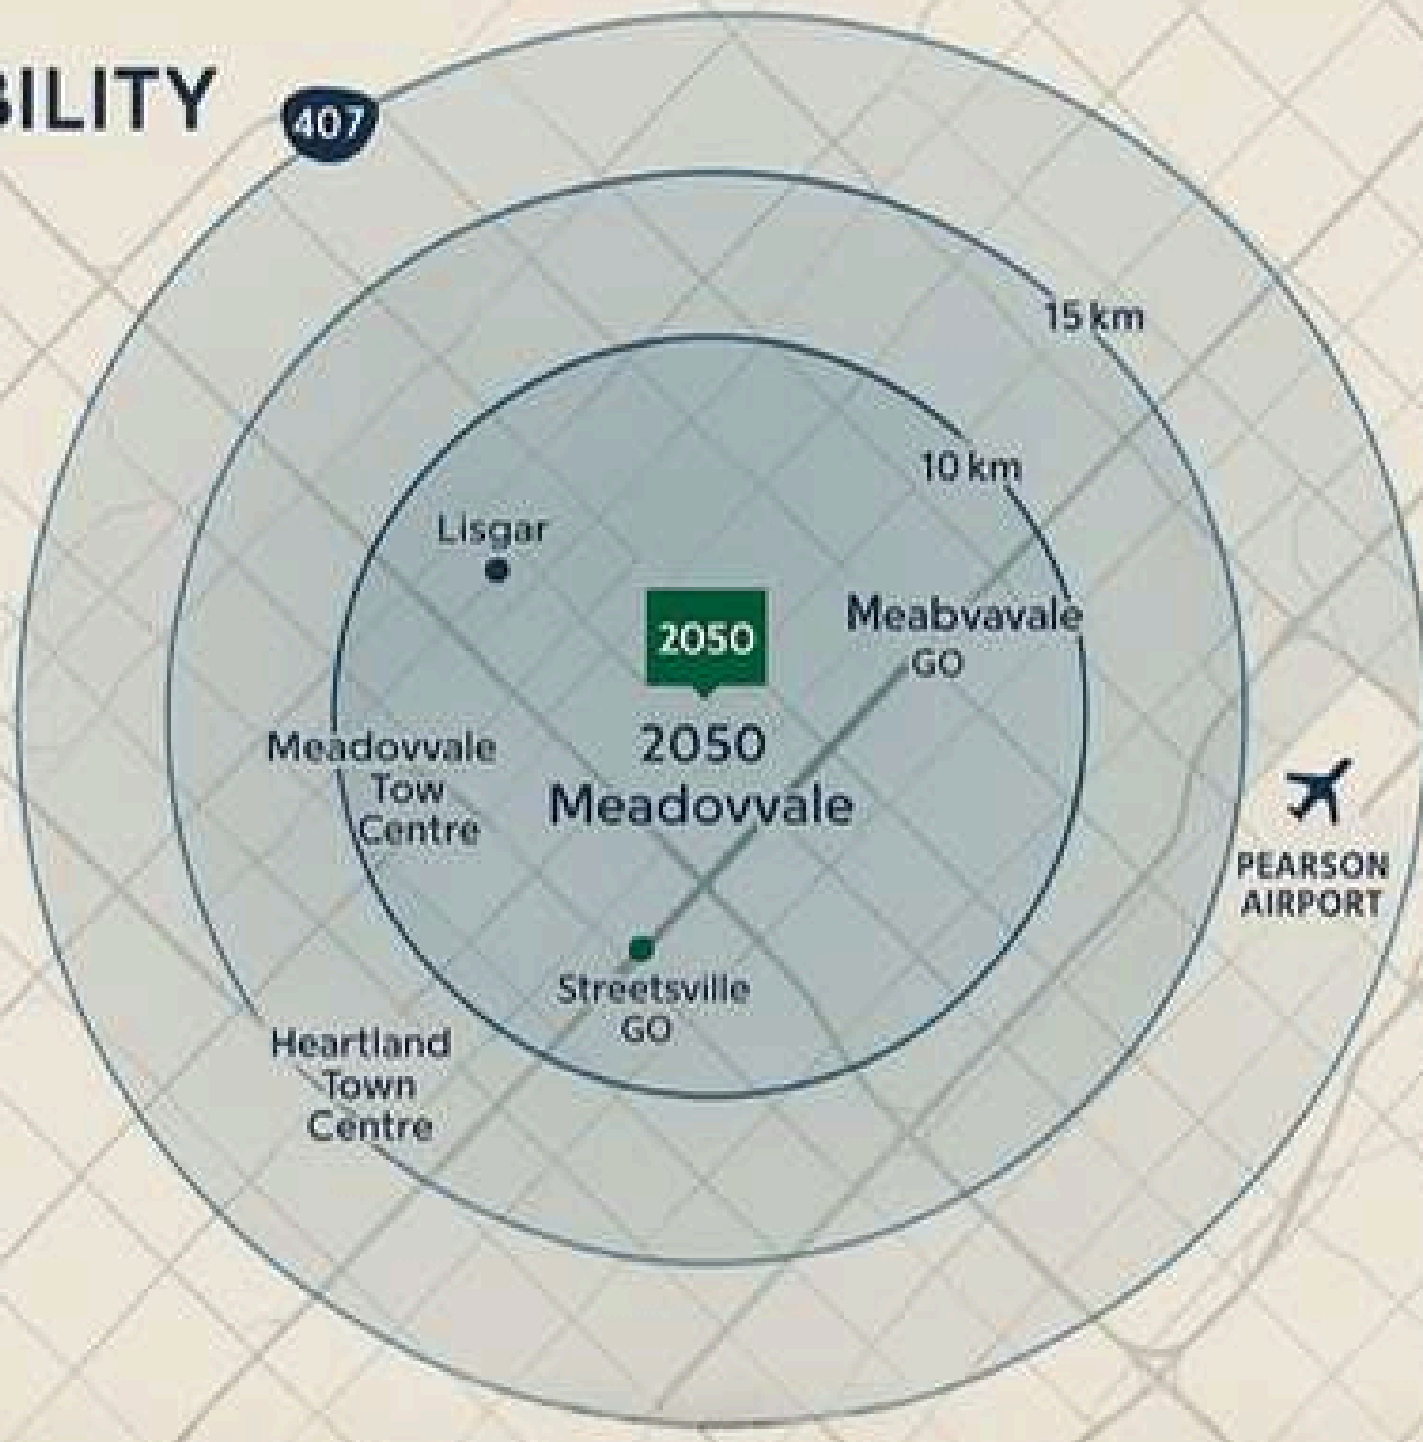 BILITY
407
15 km
10 km
Lisgar
2050
Meabvavale
GO
2050
Meadovvale
Meadovvale
Tow
Centre
PEARSON
AIRPORT
Streetsville
GO
Heartland
Town
Centre